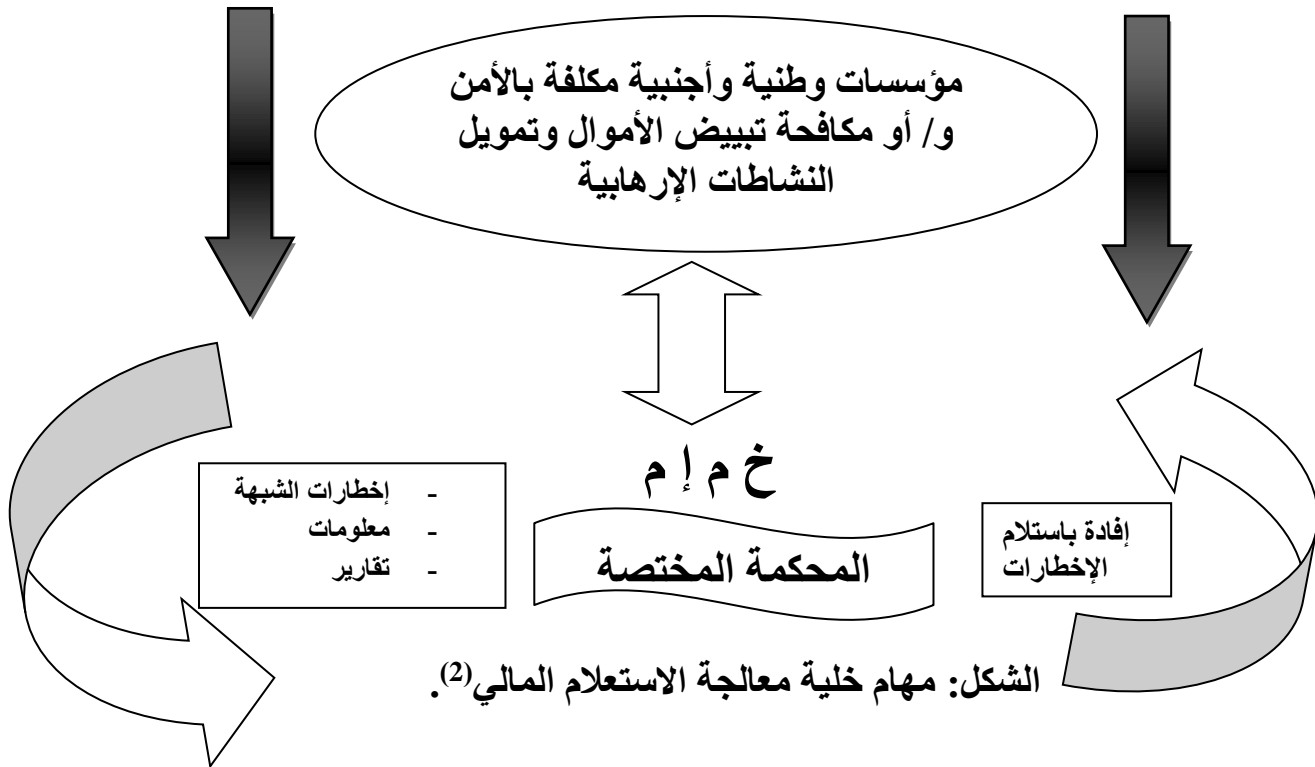 مؤسسات وطنية وأجنبية مكلفة بالأمن
و/ أو مكافحة تبييض الأموال وتمويل
النشاطات الإرهابية
خ م إ م
- إخطارات الشبهة
- معلومات
- تقارير
المحكمة المختصة
إفادة باستلام
الإخطارات
الشكل: مهام خلية معالجة الاستعلام المالي(2).